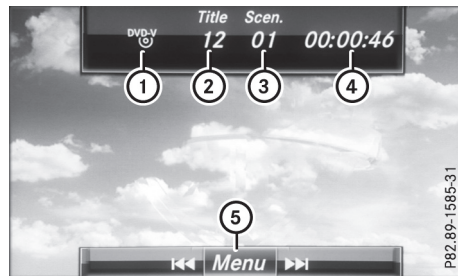 Title Scen.
DVD-V 12 01 00:00:46
1 2 3 4
5
Menu
P82.89-1585-31